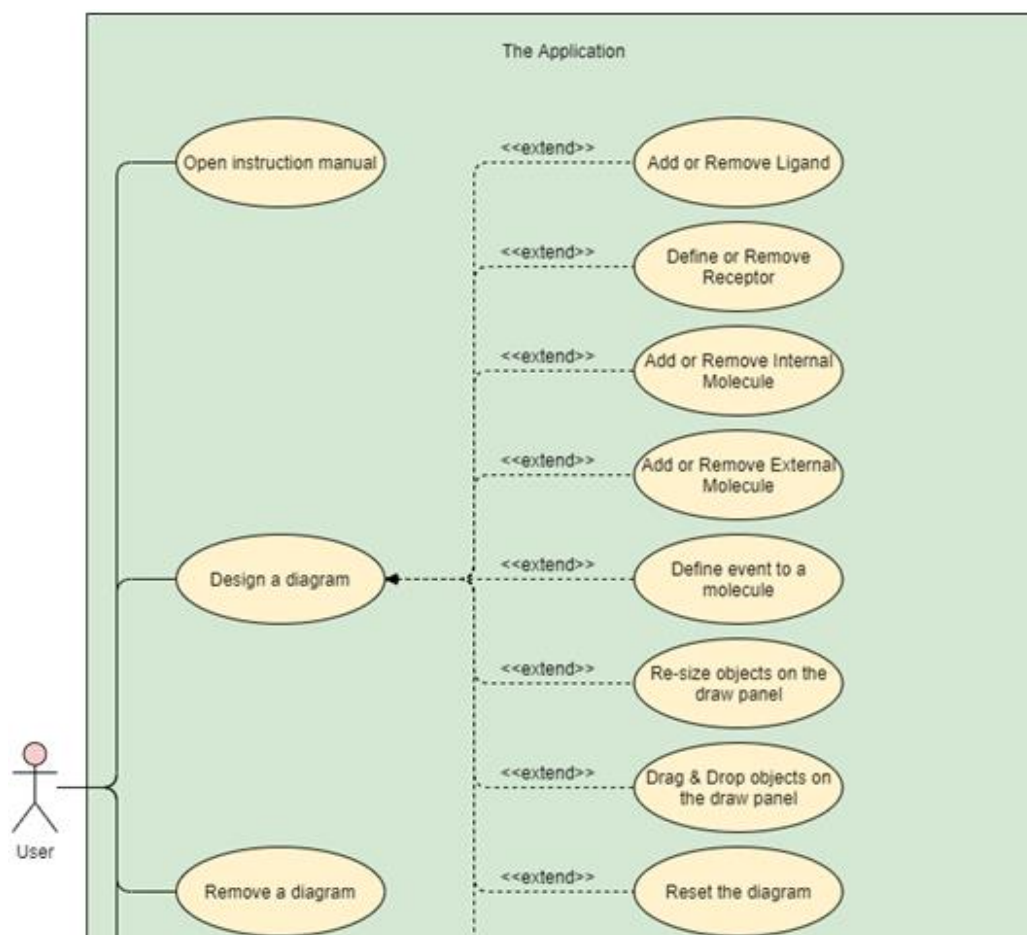 The Application
Open instruction manual
<<extend>>
Add or Remove Ligand
<<extend>>
Define or Remove
Receptor
<<extend>>
Add or Remove Internal
Molecule
<<extend>>
Add or Remove External
Molecule
Design a diagram
<<extend>>
Define event to a
molecule
<<extend>>
Re-size objects on the
draw panel
<<extend>>
Drag & Drop objects on
the draw panel
User
Remove a diagram
<<extend>>
Reset the diagram